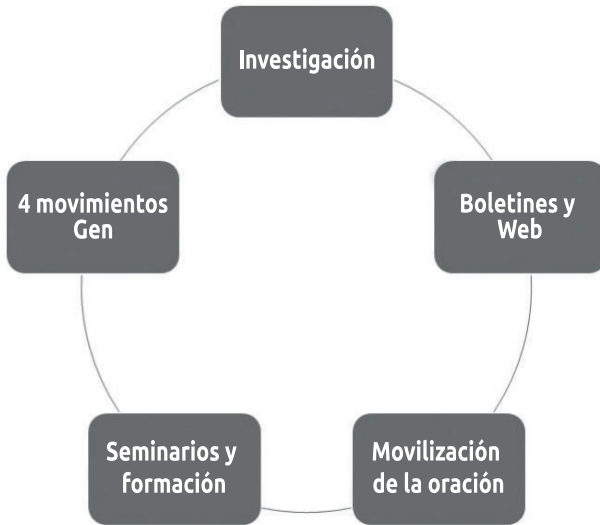 Investigación
Boletines y
Web
Movilización
de la oración
Seminarios y
formación
4 movimientos
Gen